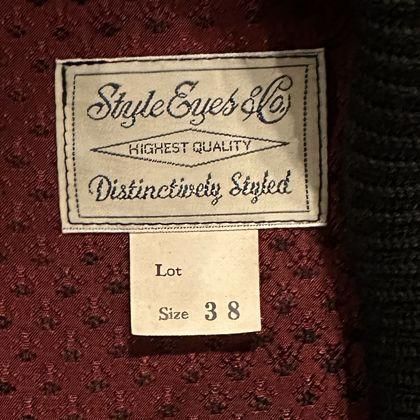 Style Eyes & Co
HIGHEST QUALITY
Distinctively Styled
Lot
Size 38